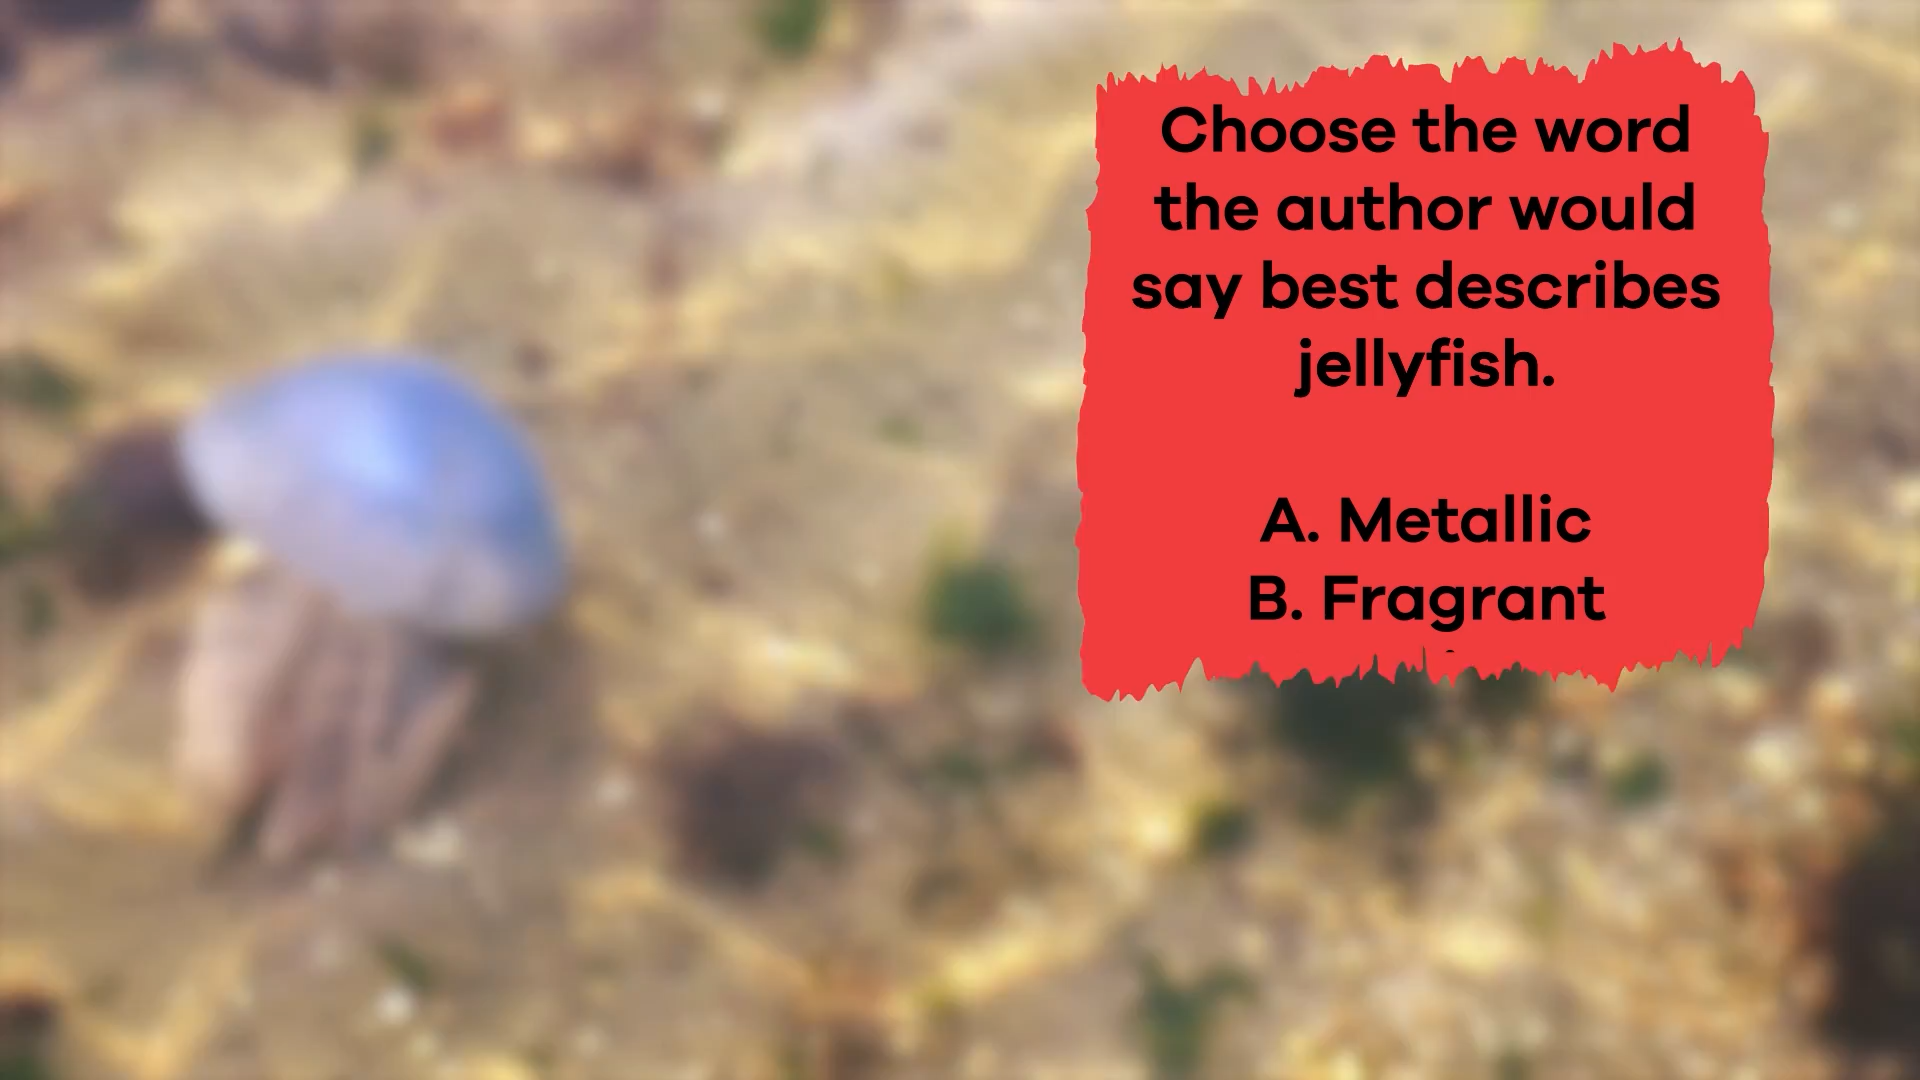 Choose the word
the author would
say best describes
jellyfish.
A. Metallic
B. Fragrant